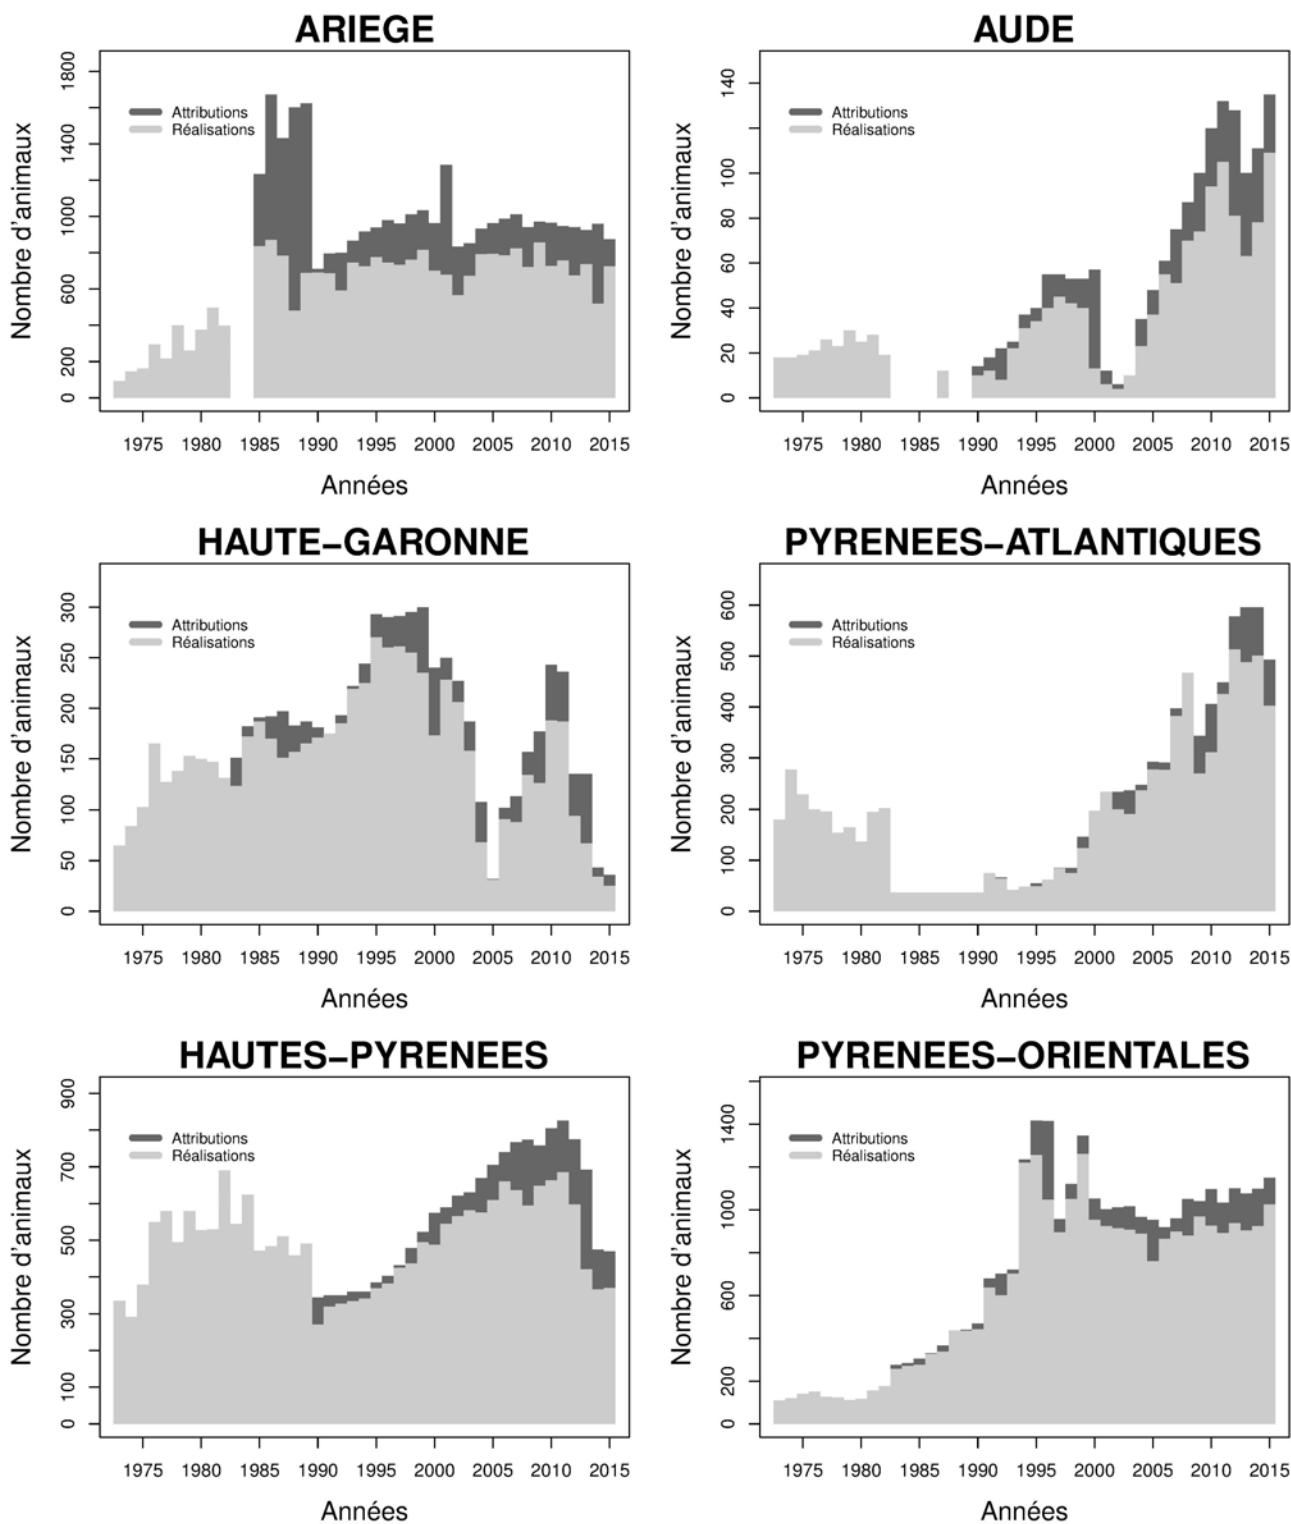 ARIEGE
Nombre d'animaux
1800
1400
1000
600
200
0
Attributions
Réalisations
1975 1980 1985 1990 1995 2000 2005 2010 2015
Années
AUDE
Nombre d'animaux
140
100
80
60
40
20
0
Attributions
Réalisations
1975 1980 1985 1990 1995 2000 2005 2010 2015
Années
HAUTE−GARONNE
Nombre d'animaux
300
250
200
150
100
50
0
Attributions
Réalisations
1975 1980 1985 1990 1995 2000 2005 2010 2015
Années
PYRENEES−ATLANTIQUES
Nombre d'animaux
600
500
400
300
200
100
0
Attributions
Réalisations
1975 1980 1985 1990 1995 2000 2005 2010 2015
Années
HAUTES−PYRENEES
Nombre d'animaux
900
700
500
300
100
0
Attributions
Réalisations
1975 1980 1985 1990 1995 2000 2005 2010 2015
Années
PYRENEES−ORIENTALES
Nombre d'animaux
1400
1000
600
200
0
Attributions
Réalisations
1975 1980 1985 1990 1995 2000 2005 2010 2015
Années